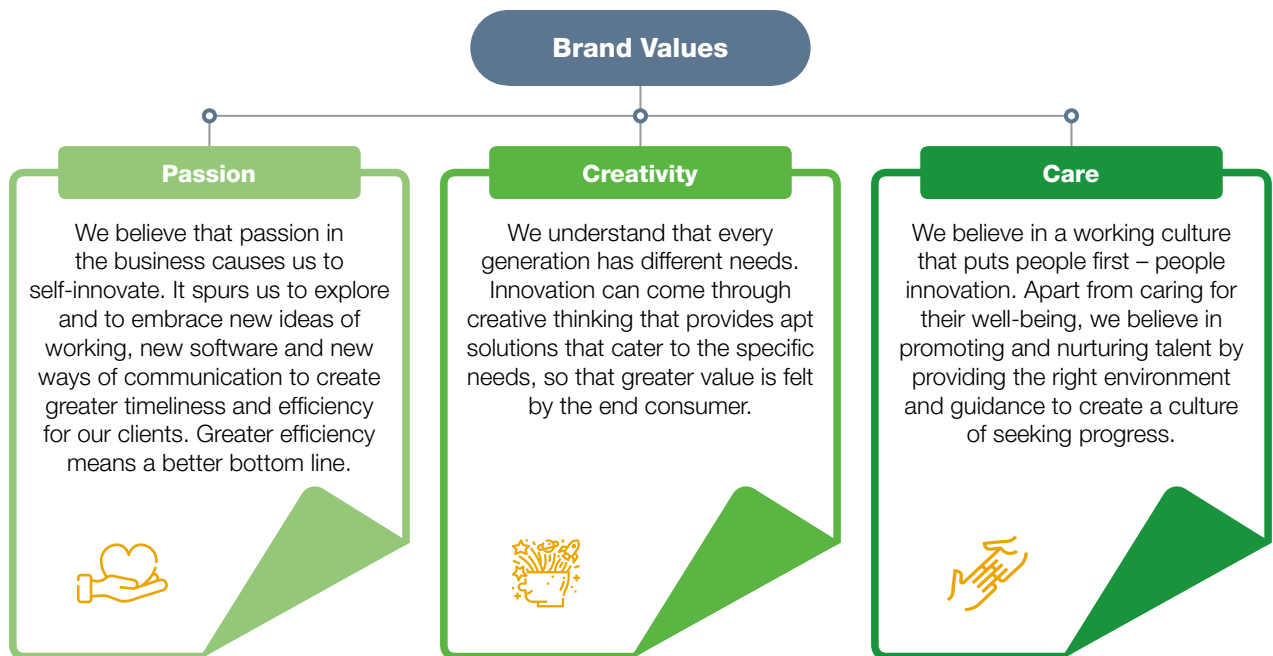 Brand Values
Passion
We believe that passion in
the business causes us to
self-innovate. It spurs us to explore
and to embrace new ideas of
working, new software and new
ways of communication to create
greater timeliness and efficiency
for our clients. Greater efficiency
means a better bottom line.
Creativity
We understand that every
generation has different needs.
Innovation can come through
creative thinking that provides apt
solutions that cater to the specific
needs, so that greater value is felt
by the end consumer.
Care
We believe in a working culture
that puts people first – people
innovation. Apart from caring for
their well-being, we believe in
promoting and nurturing talent by
providing the right environment
and guidance to create a culture
of seeking progress.